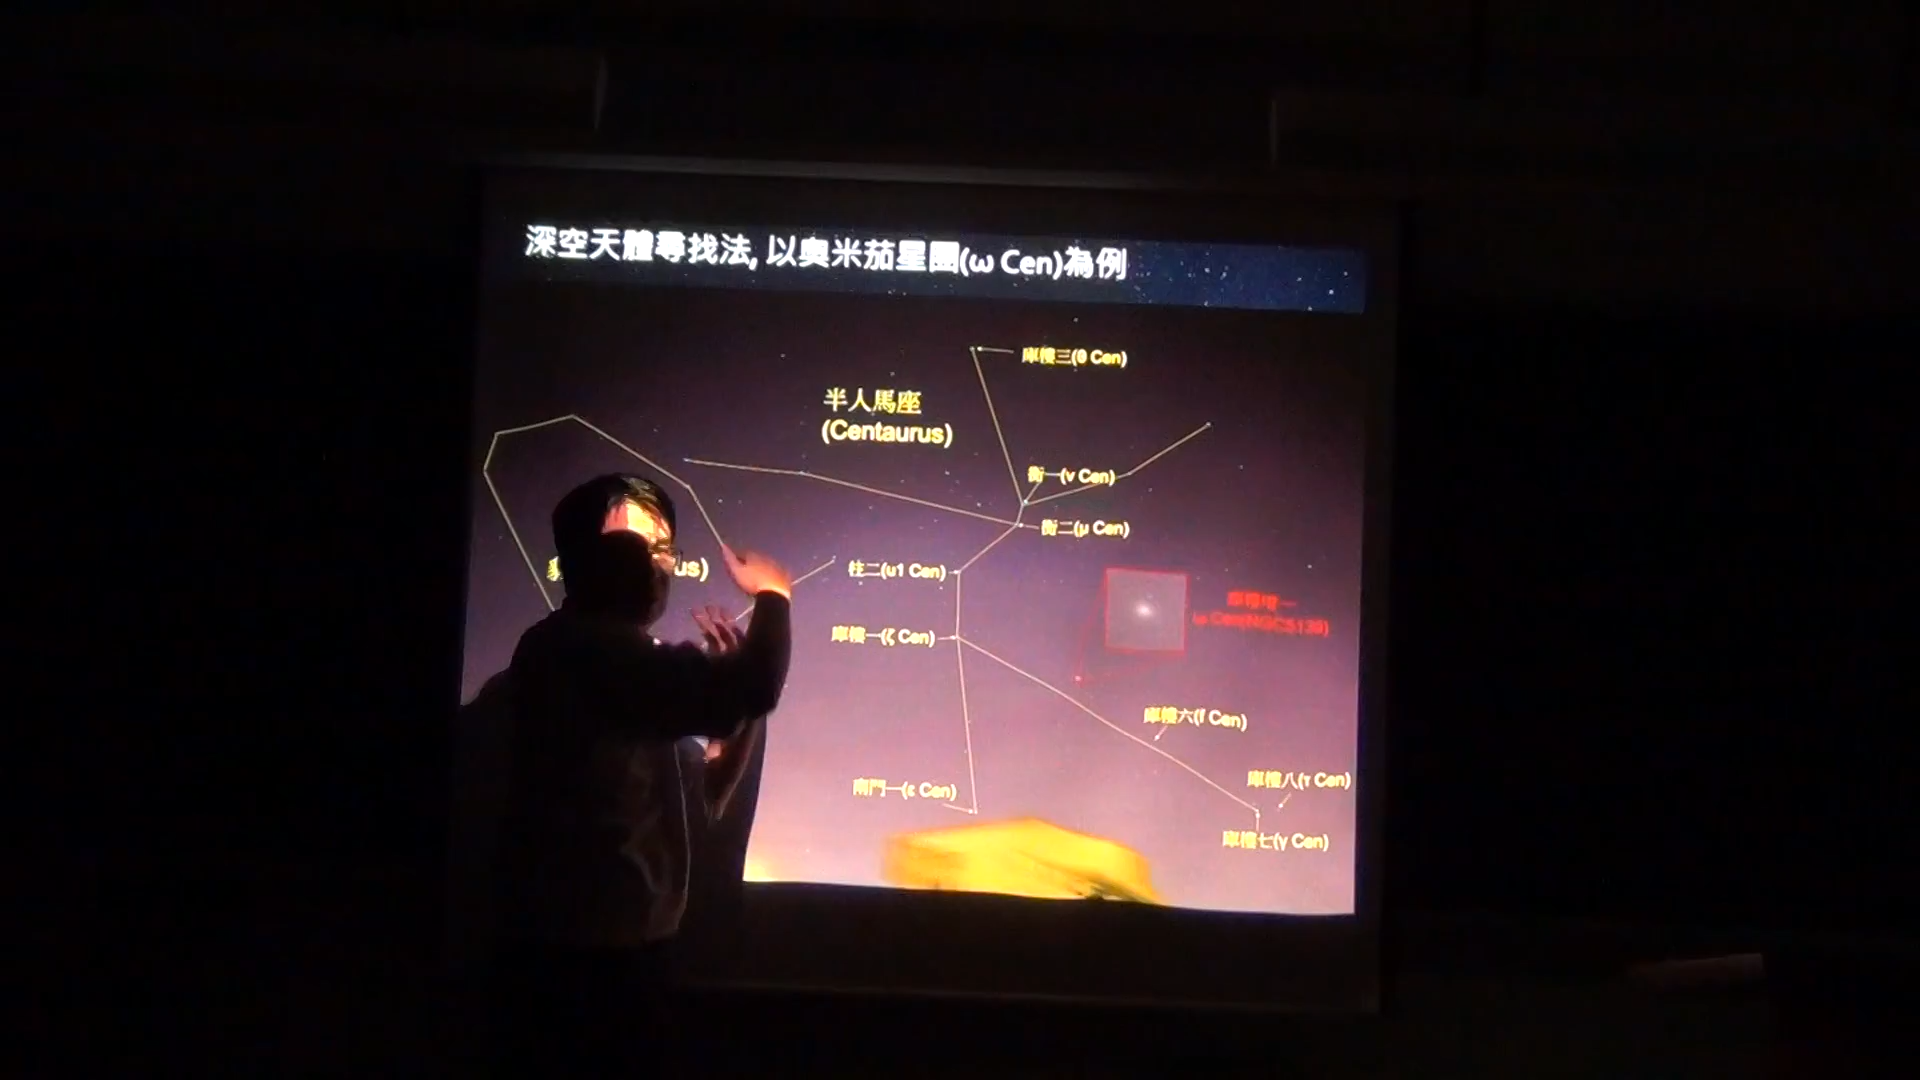 深空天體尋找法, 以奧米茄星團(ω Cen)為例
庫樓三(θ Cen)
半人馬座
(Centaurus)
衡一(ν Cen)
衡二(μ Cen)
柱二(υ1 Cen)
us)
庫樓一(ζ Cen)
ω Cen(NGC5139)
庫樓六(f Cen)
庫樓八(τ Cen)
南門一(ε Cen)
庫樓七(γ Cen)